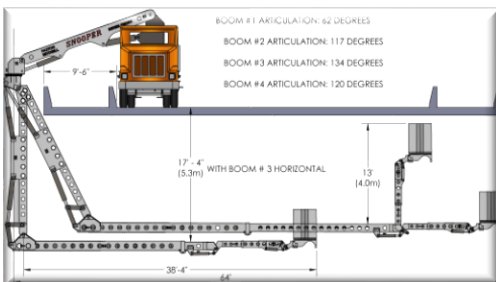 BOOM #1 ARTICULATION: 62 DEGREES
SNOOPER
BOOM #2 ARTICULATION: 117 DEGREES
BOOM #3 ARTICULATION: 134 DEGREES
9'-6"
BOOM #4 ARTICULATION: 120 DEGREES
17' - 4"
(5.3m)
WITH BOOM # 3 HORIZONTAL
13'
(4.0m)
38'-4"
64'